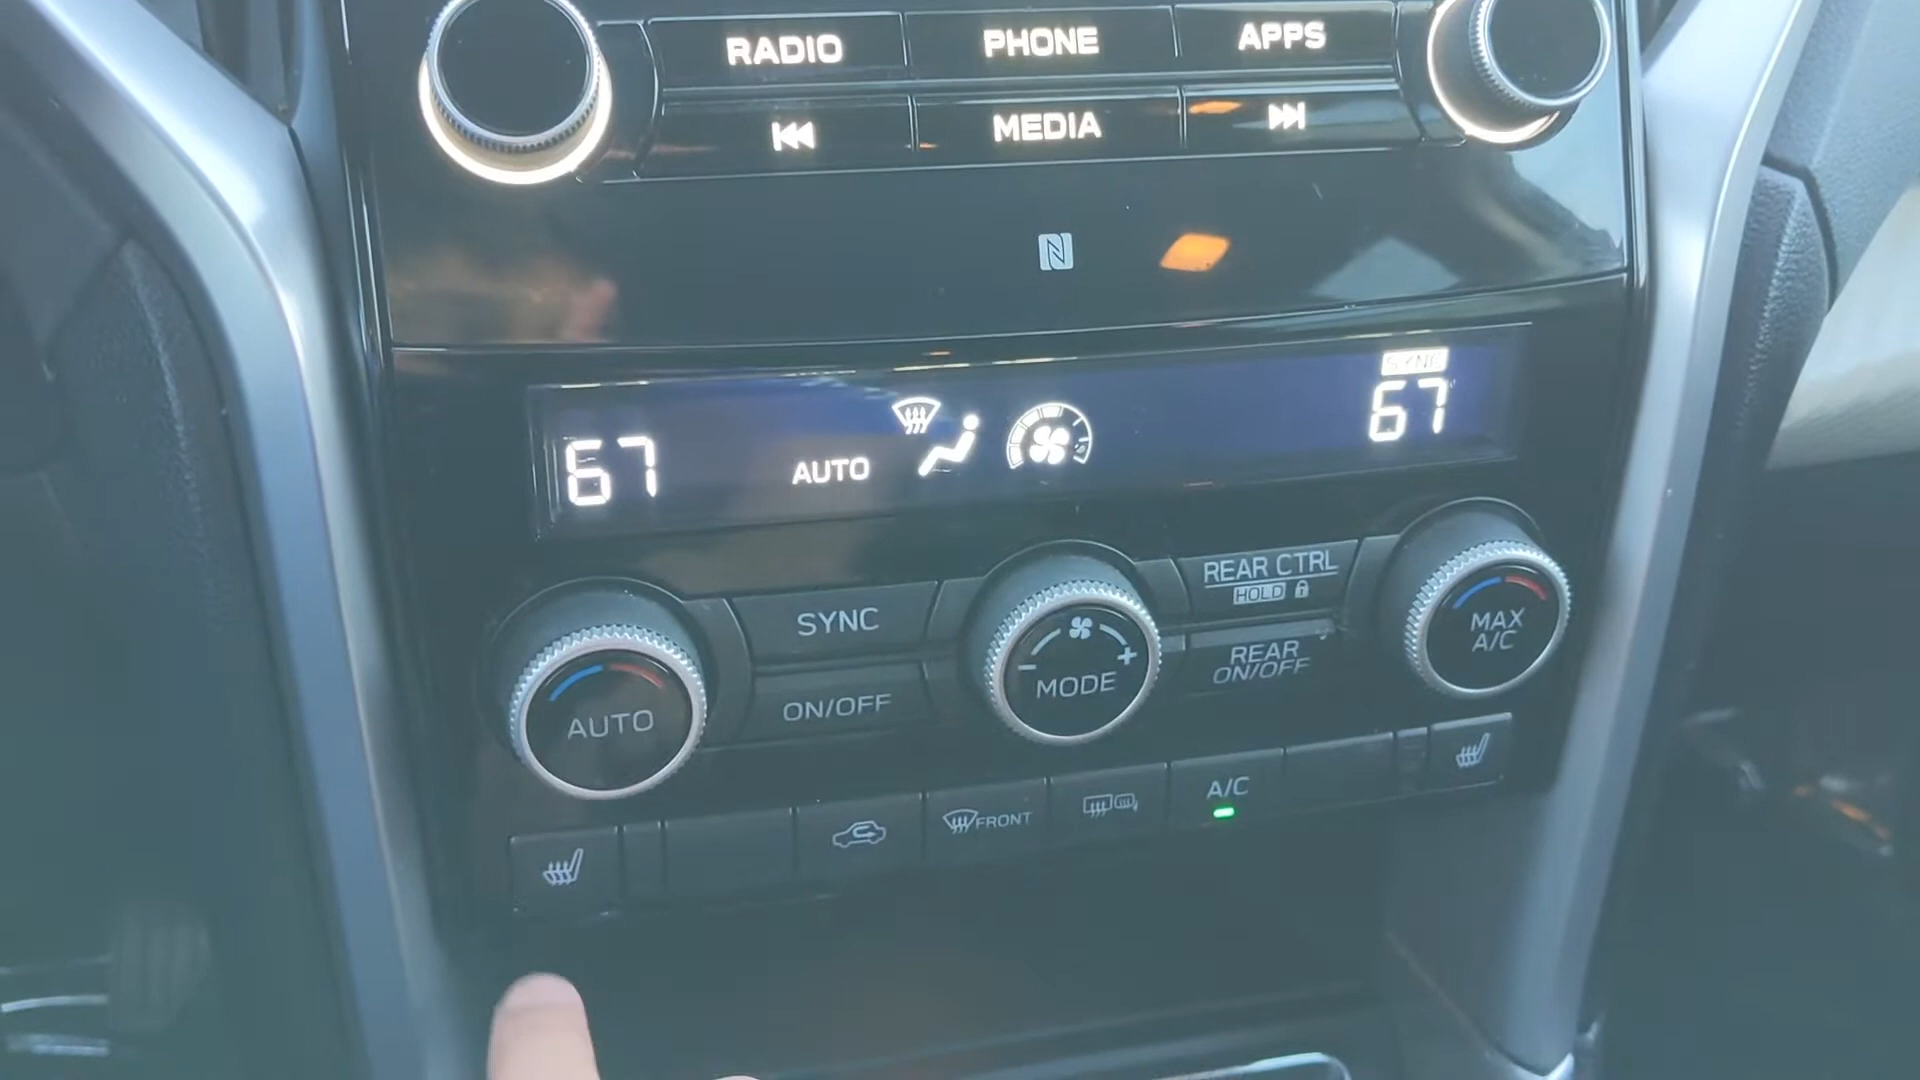 RADIO PHONE APPS
MEDIA
N
SYNC
67 AUTO 67
SYNC REAR CTRL
HOLD
MAX
A/C
REAR
ON/OFF
AUTO ON/OFF MODE
- +
FRONT A/C